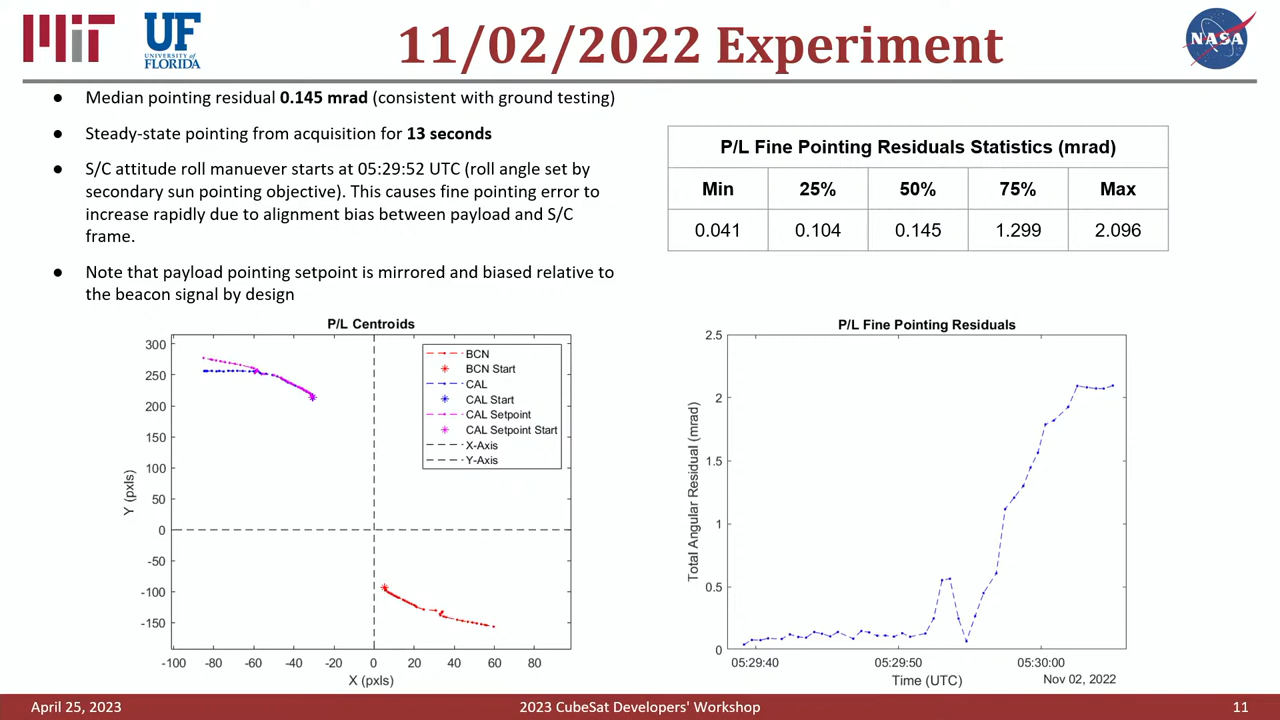 MIT
UF
UNIVERSITY of
FLORIDA
11/02/2022 Experiment
NASA
● Median pointing residual 0.145 mrad (consistent with ground testing)
● Steady-state pointing from acquisition for 13 seconds
● S/C attitude roll manuever starts at 05:29:52 UTC (roll angle set by
secondary sun pointing objective). This causes fine pointing error to
increase rapidly due to alignment bias between payload and S/C
frame.
● Note that payload pointing setpoint is mirrored and biased relative to
the beacon signal by design
P/L Fine Pointing Residuals Statistics (mrad)
Min 25% 50% 75% Max
0.041 0.104 0.145 1.299 2.096
P/L Centroids
300
250
200
150
100
50
0
-50
-100
-150
Y (pxls)
-100 -80 -60 -40 -20 0 20 40 60 80
X (pxls)
BCN
BCN Start
CAL
CAL Start
CAL Setpoint
CAL Setpoint Start
X-Axis
Y-Axis
P/L Fine Pointing Residuals
2.5
2
1.5
1
0.5
0
Total Angular Residual (mrad)
05:29:40 05:29:50 05:30:00
Time (UTC)
Nov 02, 2022
April 25, 2023
2023 CubeSat Developers' Workshop
11